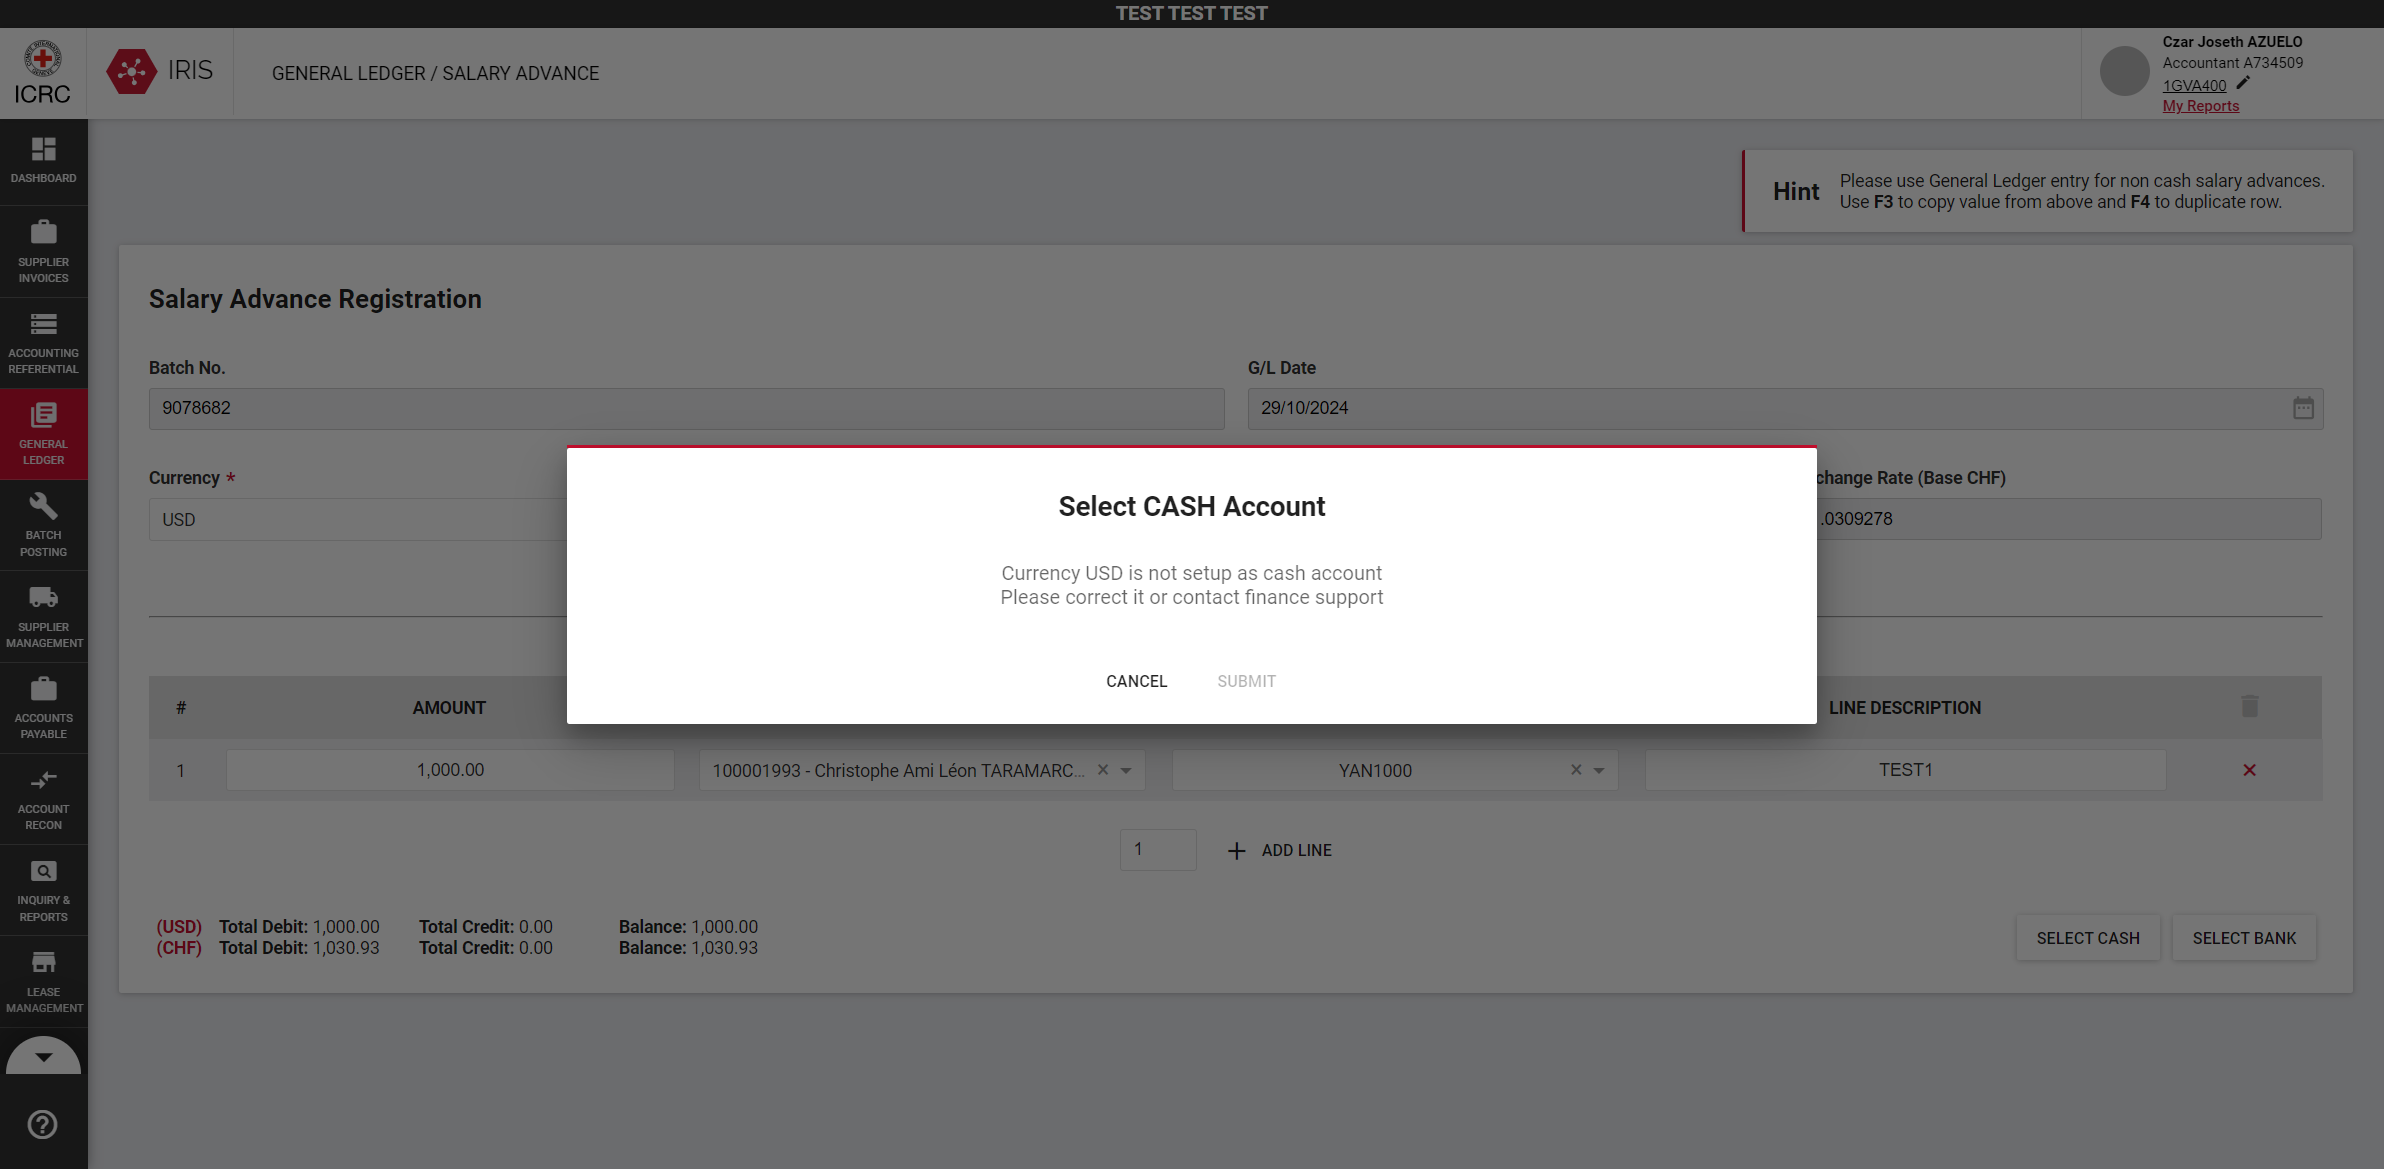 TEST TEST TEST
ICRC
IRIS
GENERAL LEDGER / SALARY ADVANCE
Czar Joseth AZUELO
Accountant A734509
1GVA400
My Reports
DASHBOARD
SUPPLIER
INVOICES
ACCOUNTING
REFERENTIAL
GENERAL
LEDGER
BATCH
POSTING
SUPPLIER
MANAGEMENT
ACCOUNTS
PAYABLE
ACCOUNT
RECON
INQUIRY &
REPORTS
LEASE
MANAGEMENT
Hint
Please use General Ledger entry for non cash salary advances.
Use F3 to copy value from above and F4 to duplicate row.
Salary Advance Registration
Batch No.
G/L Date
9078682
29/10/2024
Currency *
change Rate (Base CHF)
USD
.0309278
Select CASH Account
Currency USD is not setup as cash account
Please correct it or contact finance support
CANCEL SUBMIT
# AMOUNT LINE DESCRIPTION
1 1,000.00 100001993 - Christophe Ami Léon TARAMARC... YAN1000 TEST1
1 ADD LINE
(USD) Total Debit: 1,000.00 Total Credit: 0.00 Balance: 1,000.00
(CHF) Total Debit: 1,030.93 Total Credit: 0.00 Balance: 1,030.93
SELECT CASH SELECT BANK